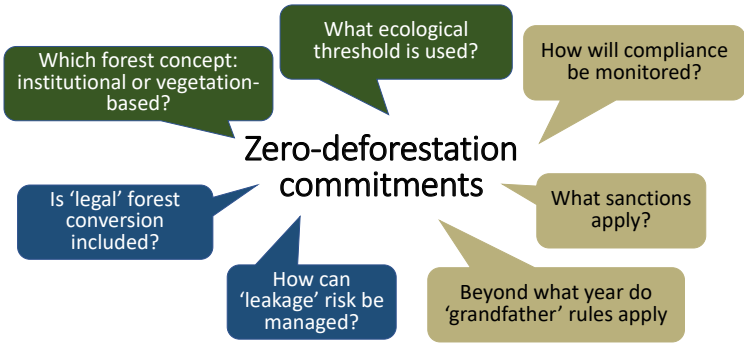 What ecological
threshold is used?
Which forest concept:
institutional or vegetation-
based?
How will compliance
be monitored?
Zero-deforestation
commitments
Is ‘legal’ forest
conversion
included?
What sanctions
apply?
How can
‘leakage’ risk be
managed?
Beyond what year do
‘grandfather’ rules apply